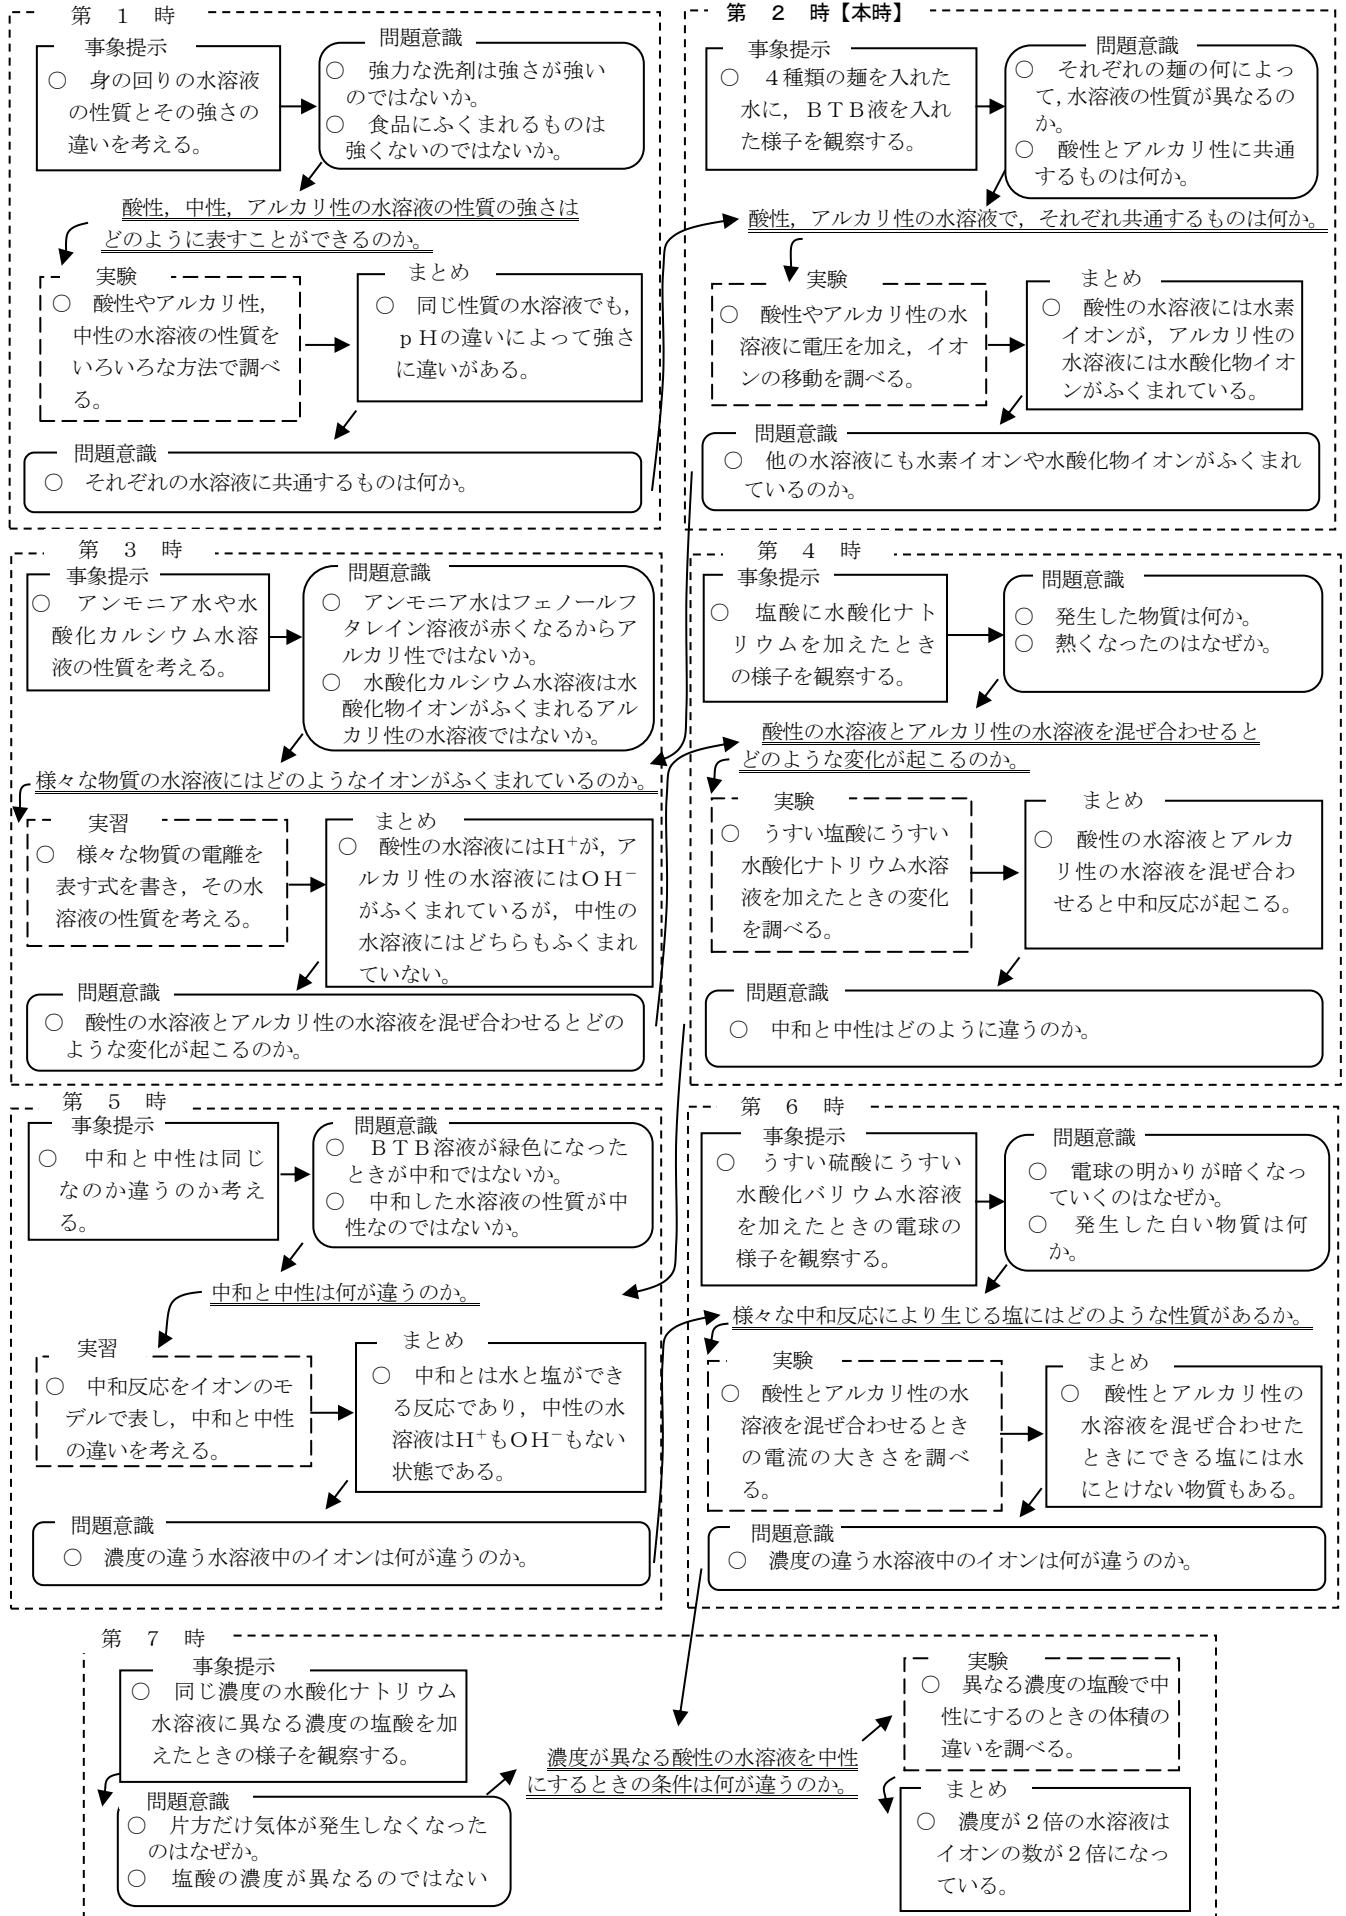 第　１　時
事象提示
○　身の回りの水溶液
の性質とその強さの
違いを考える。
問題意識
○　強力な洗剤は強さが強い
のではないか。
○　食品にふくまれるものは
強くないのではないか。
酸性，中性，アルカリ性の水溶液の性質の強さは
どのように表すことができるのか。
実験
○　酸性やアルカリ性，
中性の水溶液の性質を
いろいろな方法で調べ
る。
まとめ
○　同じ性質の水溶液でも，
ｐＨの違いによって強さ
に違いがある。
問題意識
○　それぞれの水溶液に共通するものは何か。
第　２　時【本時】
事象提示
○　４種類の麺を入れた
水に，ＢＴＢ液を入れ
た様子を観察する。
問題意識
○　それぞれの麺の何によっ
て，水溶液の性質が異なるの
か。
○　酸性とアルカリ性に共通
するものは何か。
酸性，アルカリ性の水溶液で，それぞれ共通するものは何か。
実験
○　酸性やアルカリ性の水
溶液に電圧を加え，イオ
ンの移動を調べる。
まとめ
○　酸性の水溶液には水素
イオンが，アルカリ性の
水溶液には水酸化物イオ
ンがふくまれている。
問題意識
○　他の水溶液にも水素イオンや水酸化物イオンがふくまれ
ているのか。
第　３　時
事象提示
○　アンモニア水や水
酸化カルシウム水溶
液の性質を考える。
問題意識
○　アンモニア水はフェノールフ
タレイン溶液が赤くなるからア
ルカリ性ではないか。
○　水酸化カルシウム水溶液は水
酸化物イオンがふくまれるアル
カリ性の水溶液ではないか。
様々な物質の水溶液にはどのようなイオンがふくまれているのか。
実習
○　様々な物質の電離を
表す式を書き，その水
溶液の性質を考える。
まとめ
○　酸性の水溶液にはH⁺が，ア
ルカリ性の水溶液にはＯＨ⁻
がふくまれているが，中性の
水溶液にはどちらもふくまれ
ていない。
問題意識
○　酸性の水溶液とアルカリ性の水溶液を混ぜ合わせるとどの
ような変化が起こるのか。
第　４　時
事象提示
○　塩酸に水酸化ナト
リウムを加えたとき
の様子を観察する。
問題意識
○　発生した物質は何か。
○　熱くなったのはなぜか。
酸性の水溶液とアルカリ性の水溶液を混ぜ合わせると
どのような変化が起こるのか。
実験
○　うすい塩酸にうすい
水酸化ナトリウム水溶
液を加えたときの変化
を調べる。
まとめ
○　酸性の水溶液とアルカ
リ性の水溶液を混ぜ合わ
せると中和反応が起こる。
問題意識
○　中和と中性はどのように違うのか。
第　５　時
事象提示
○　中和と中性は同じ
なのか違うのか考え
る。
問題意識
○　ＢＴＢ溶液が緑色になった
ときが中和ではないか。
○　中和した水溶液の性質が中
性なのではないか。
中和と中性は何が違うのか。
実習
○　中和反応をイオンのモ
デルで表し，中和と中性
の違いを考える。
まとめ
○　中和とは水と塩ができ
る反応であり，中性の水
溶液はH⁺もOH⁻もない
状態である。
問題意識
○　濃度の違う水溶液中のイオンは何が違うのか。
第　６　時
事象提示
○　うすい硫酸にうすい
水酸化バリウム水溶液
を加えたときの電球の
様子を観察する。
問題意識
○　電球の明かりが暗くなっ
ていくのはなぜか。
○　発生した白い物質は何
か。
様々な中和反応により生じる塩にはどのような性質があるか。
実験
○　酸性とアルカリ性の水
溶液を混ぜ合わせるとき
の電流の大きさを調べ
る。
まとめ
○　酸性とアルカリ性の
水溶液を混ぜ合わせた
ときにできる塩には水
にとけない物質もある。
問題意識
○　濃度の違う水溶液中のイオンは何が違うのか。
第　７　時
事象提示
○　同じ濃度の水酸化ナトリウム
水溶液に異なる濃度の塩酸を加
えたときの様子を観察する。
問題意識
○　片方だけ気体が発生しなくなった
のはなぜか。
○　塩酸の濃度が異なるのではない
濃度が異なる酸性の水溶液を中性
にするときの条件は何が違うのか。
実験
○　異なる濃度の塩酸で中
性にするのときの体積の
違いを調べる。
まとめ
○　濃度が２倍の水溶液は
イオンの数が２倍になっ
ている。